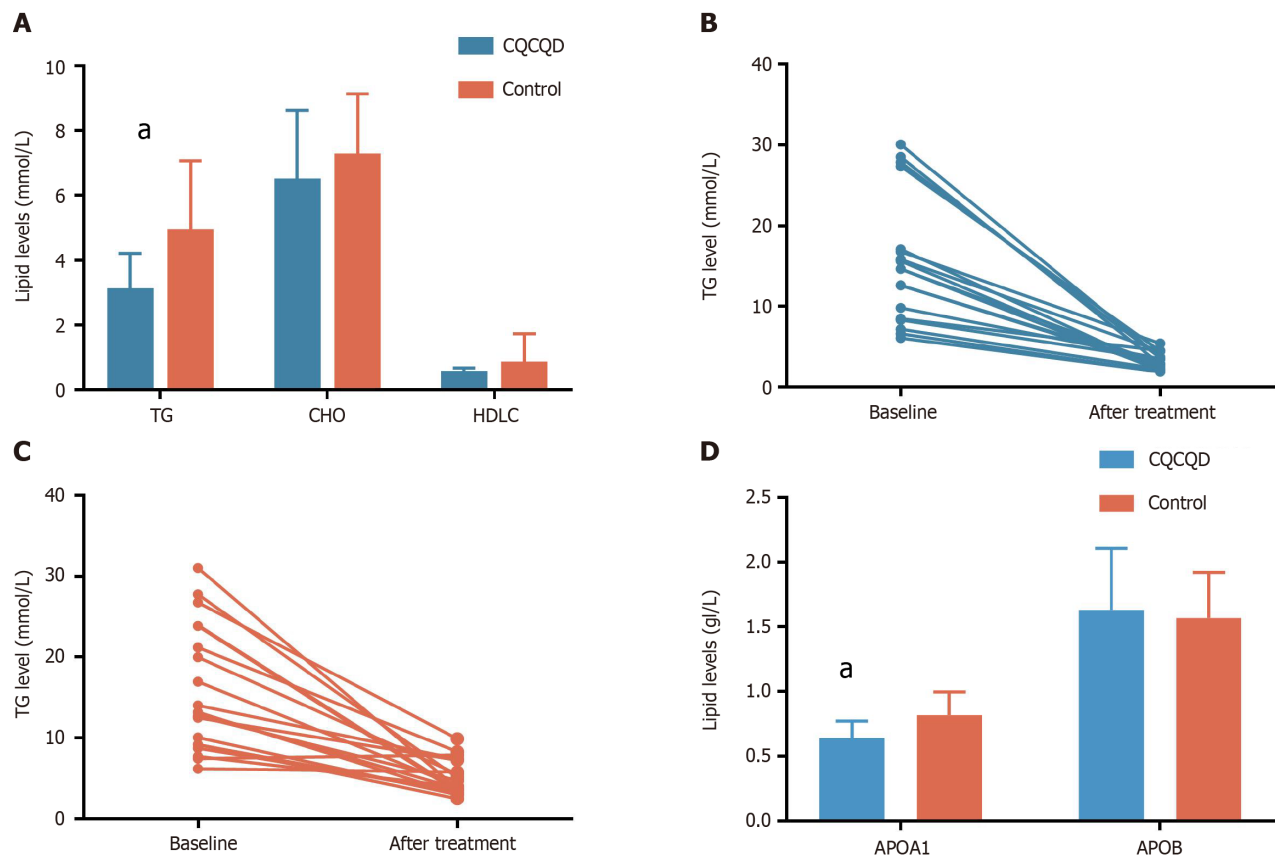 A
CQCQD
Control
Lipid levels (mmol/L)
10
8
6
4
2
0
a
TG
CHO
HDLC
B
TG level (mmol/L)
40
30
20
10
0
Baseline
After treatment
C
TG level (mmol/L)
40
30
20
10
0
Baseline
After treatment
D
CQCQD
Control
Lipid levels (gl/L)
2.5
2.0
1.5
1.0
0.5
0.0
a
APOA1
APOB